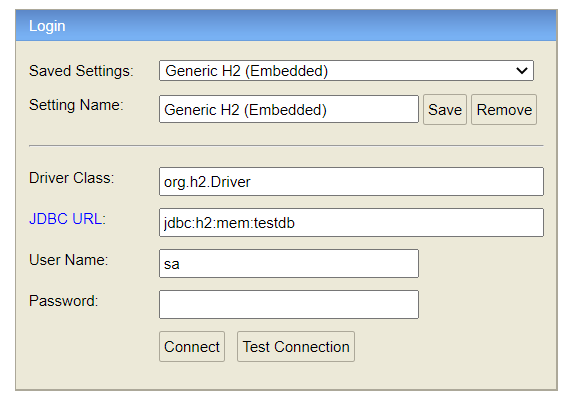 Login
Saved Settings: Generic H2 (Embedded)
Setting Name: Generic H2 (Embedded) Save Remove
Driver Class: org.h2.Driver
JDBC URL: jdbc:h2:mem:testdb
User Name: sa
Password:
Connect Test Connection